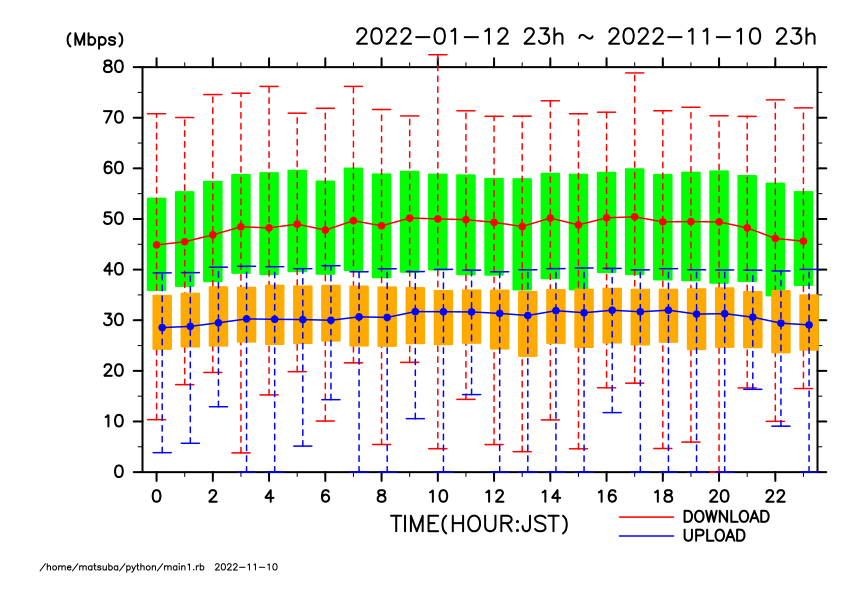 (Mbps) 2022-01-12 23h ~ 2022-11-10 23h
80
70
60
50
40
30
20
10
0
0 2 4 6 8 10 12 14 16 18 20 22
TIME(HOUR:JST)
DOWNLOAD
UPLOAD
/home/matsuba/python/main1.rb 2022-11-10